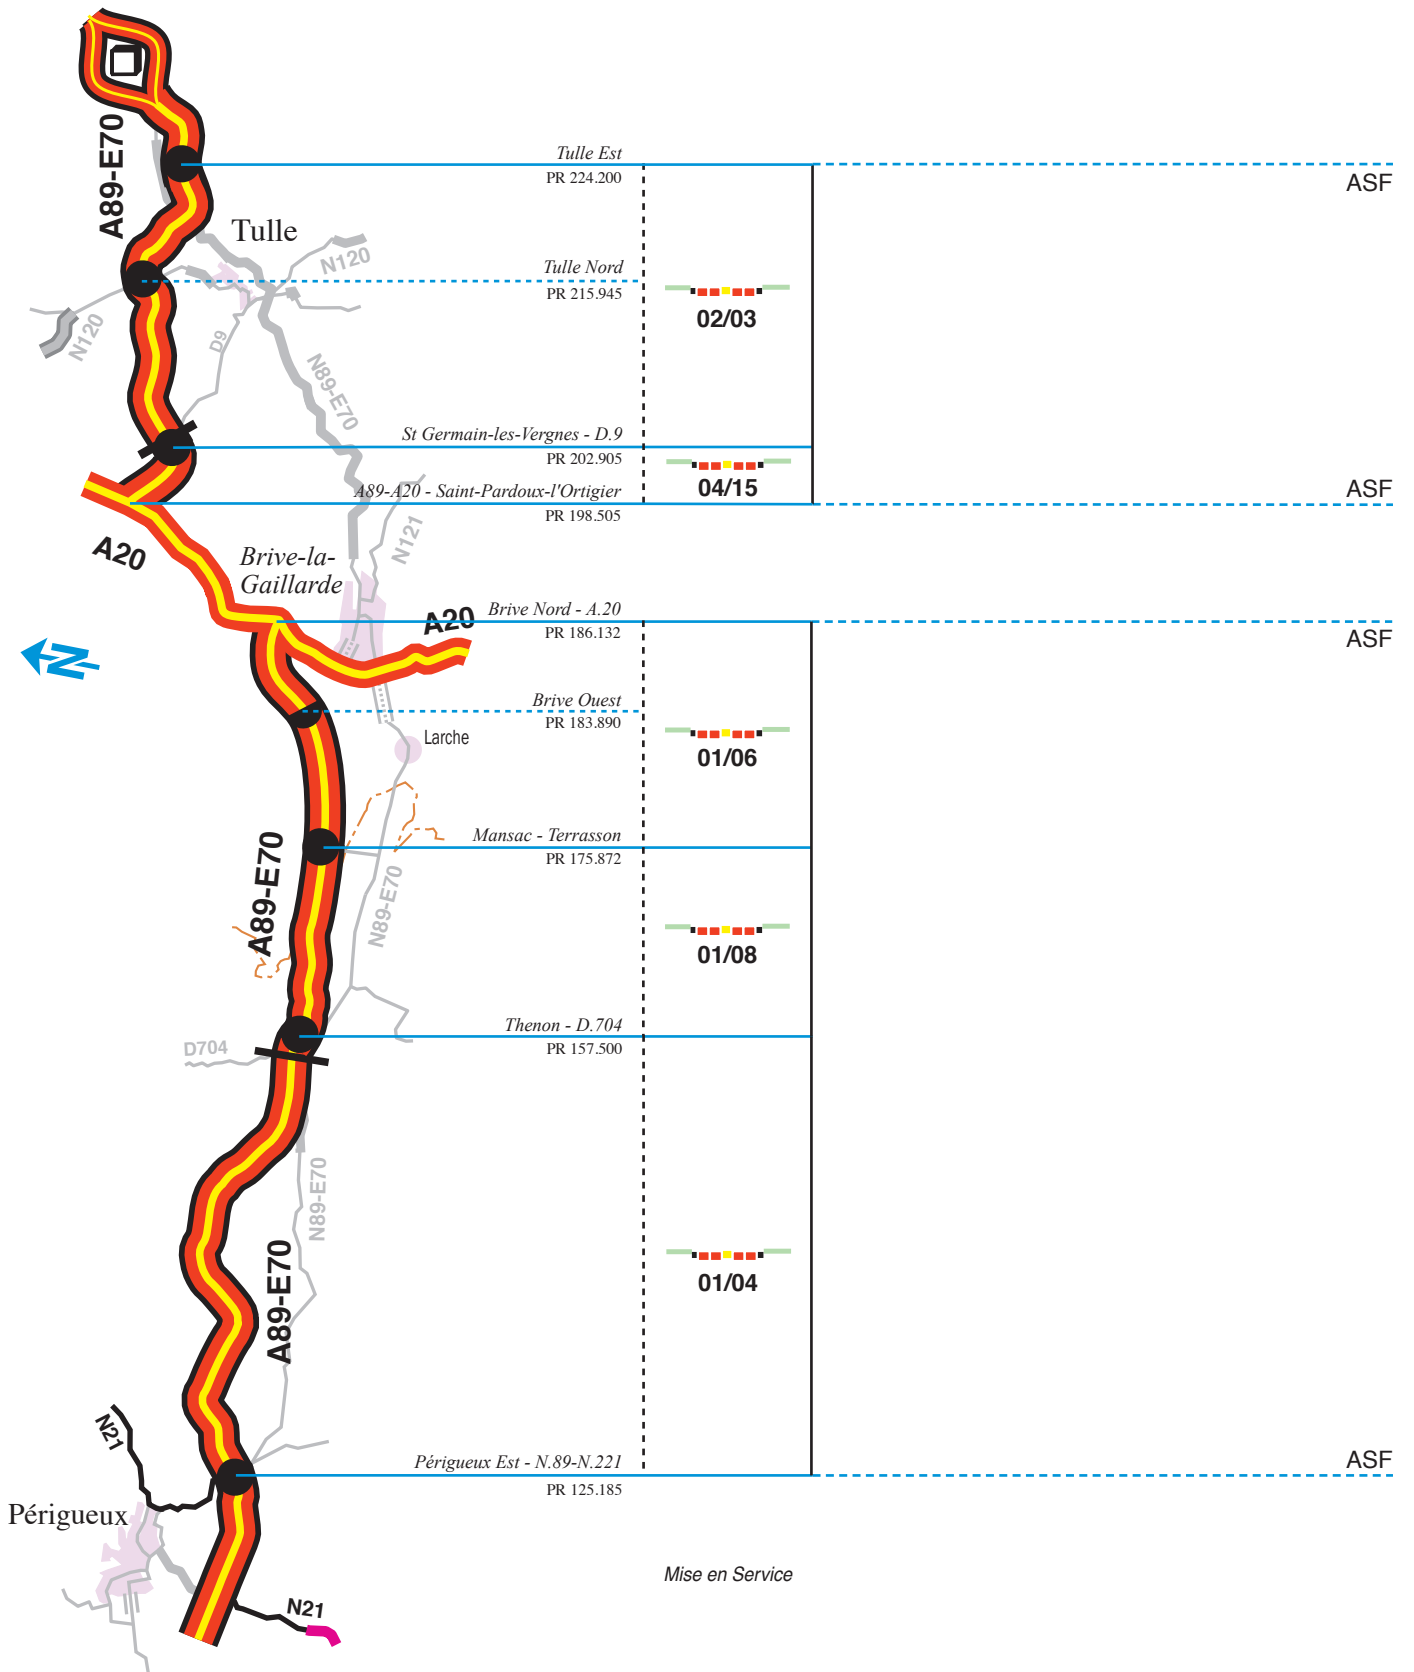 A89-E70
Tulle Est
PR 224.200
ASF
Tulle
N120
Tulle Nord
PR 215.945
02/03
N120
D9
N89-E70
St Germain-les-Vergnes - D.9
PR 202.905
04/15
A89-A20 - Saint-Pardoux-l'Ortigier
PR 198.505
ASF
A20
N121
Brive-la-
Gaillarde
Brive Nord - A.20
PR 186.132
ASF
A20
N
Brive Ouest
PR 183.890
Larche
01/06
Mansac - Terrasson
PR 175.872
A89-E70
N89-E70
01/08
Thenon - D.704
PR 157.500
D704
N89-E70
A89-E70
01/04
N21
Périgueux Est - N.89-N.221
PR 125.185
ASF
Périgueux
Mise en Service
N21